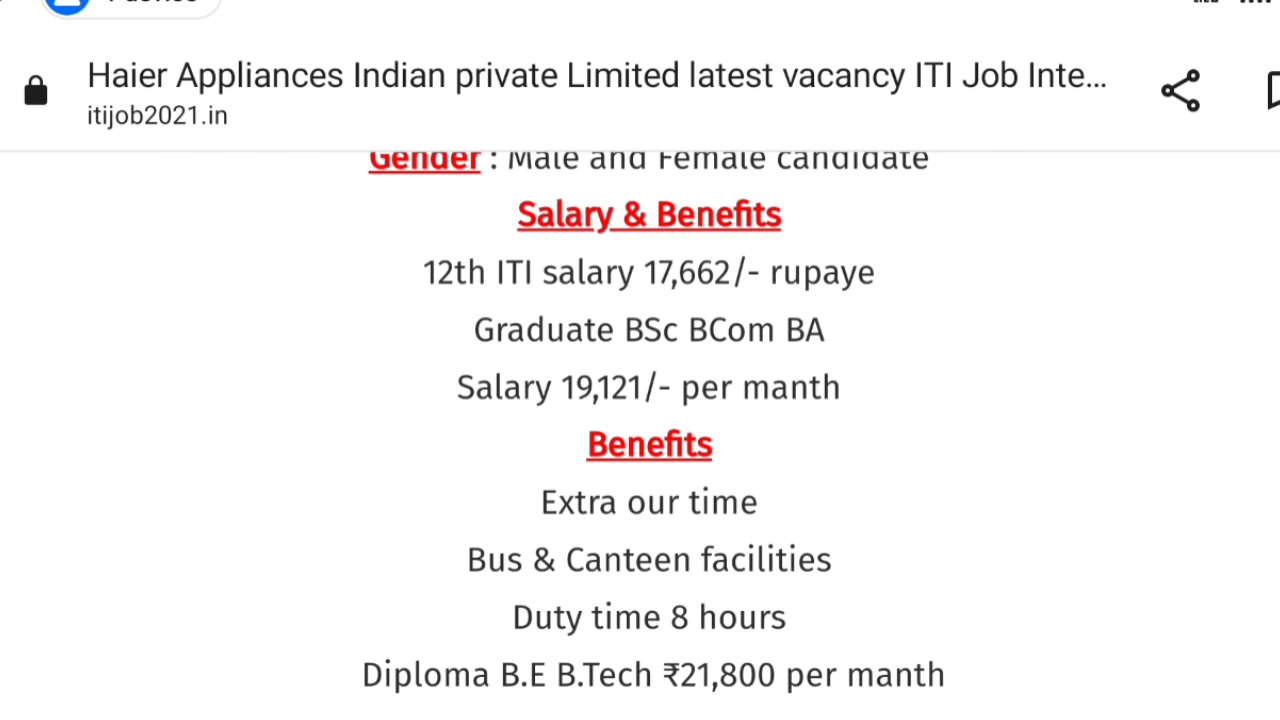 Haier Appliances Indian private Limited latest vacancy ITI Job Inte...
itijob2021.in
Gender : Male and Female candidate
Salary & Benefits
12th ITI salary 17,662/- rupaye
Graduate BSc BCom BA
Salary 19,121/- per manth
Benefits
Extra our time
Bus & Canteen facilities
Duty time 8 hours
Diploma B.E B.Tech ₹21,800 per manth